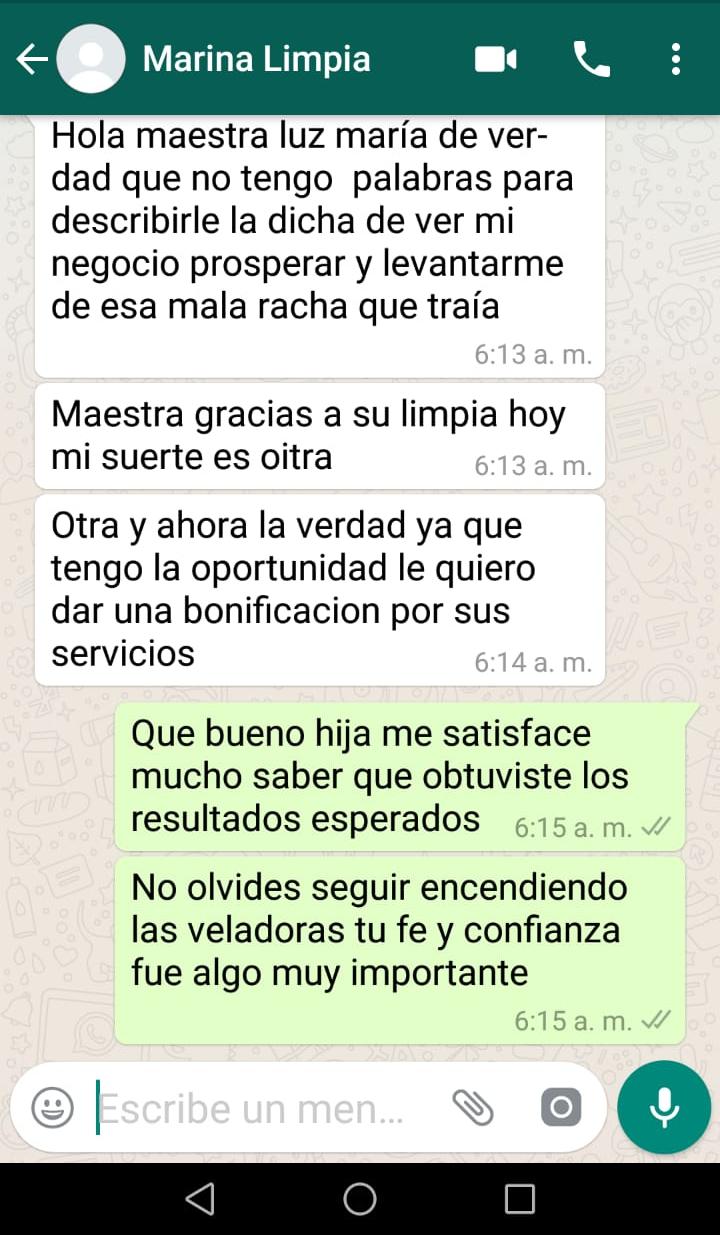 Marina Limpia
Hola maestra luz maría de ver-
dad que no tengo  palabras para
describirle la dicha de ver mi
negocio prosperar y levantarme
de esa mala racha que traía
6:13 a. m.
Maestra gracias a su limpia hoy
mi suerte es oitra
6:13 a. m.
Otra y ahora la verdad ya que
tengo la oportunidad le quiero
dar una bonificacion por sus
servicios
6:14 a. m.
Que bueno hija me satisface
mucho saber que obtuviste los
resultados esperados
6:15 a. m.
No olvides seguir encendiendo
las veladoras tu fe y confianza
fue algo muy importante
6:15 a. m.
Escribe un men...